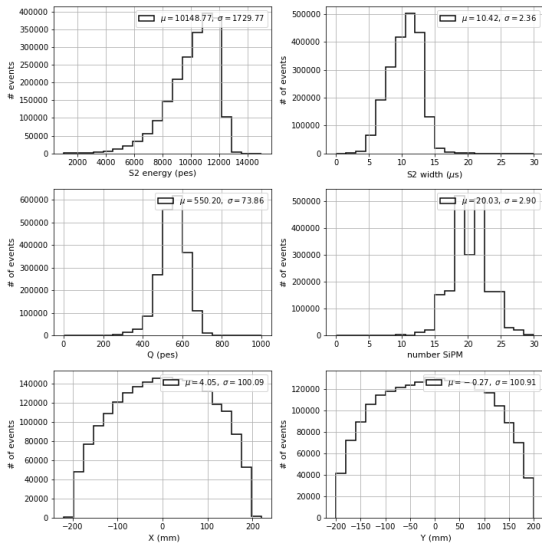 μ = 10148.77, σ = 1729.77
# events
400000
350000
300000
250000
200000
150000
100000
50000
0
2000 4000 6000 8000 10000 12000 14000
S2 energy (pes)
μ = 10.42, σ = 2.36
# of events
500000
400000
300000
200000
100000
0
0 5 10 15 20 25 30
S2 width (μs)
μ = 550.20, σ = 73.86
# of events
600000
500000
400000
300000
200000
100000
0
0 200 400 600 800 1000
Q (pes)
μ = 20.03, σ = 2.90
# of events
500000
400000
300000
200000
100000
0
0 5 10 15 20 25 30
number SiPM
μ = 4.05, σ = 100.09
# of events
140000
120000
100000
80000
60000
40000
20000
0
−200 −100 0 100 200
X (mm)
μ = −0.27, σ = 100.91
# of events
120000
100000
80000
60000
40000
20000
0
−200 −150 −100 −50 0 50 100 150 200
Y (mm)